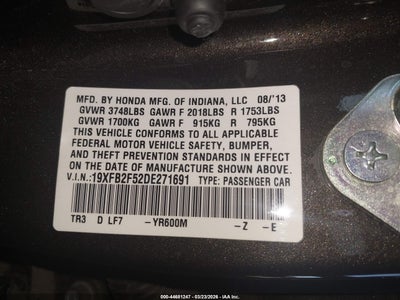 MFD. BY HONDA MFG. OF INDIANA, LLC 08/'13
GVWR 3748LBS GAWR F 2018LBS R 1753LBS
GVWR 1700KG GAWR F 915KG R 795KG
THIS VEHICLE CONFORMS TO ALL APPLICABLE
FEDERAL MOTOR VEHICLE SAFETY, BUMPER,
AND THEFT PREVENTION STANDARDS IN EFFECT
ON THE DATE OF MANUFACTURE SHOWN ABOVE.
V.I.N.: 19XFB2F52DE271691 TYPE: PASSENGER CAR
TR3 D LF7 -YR600M -Z -E
000-44681247 - 03/23/2026 - IAA Inc.